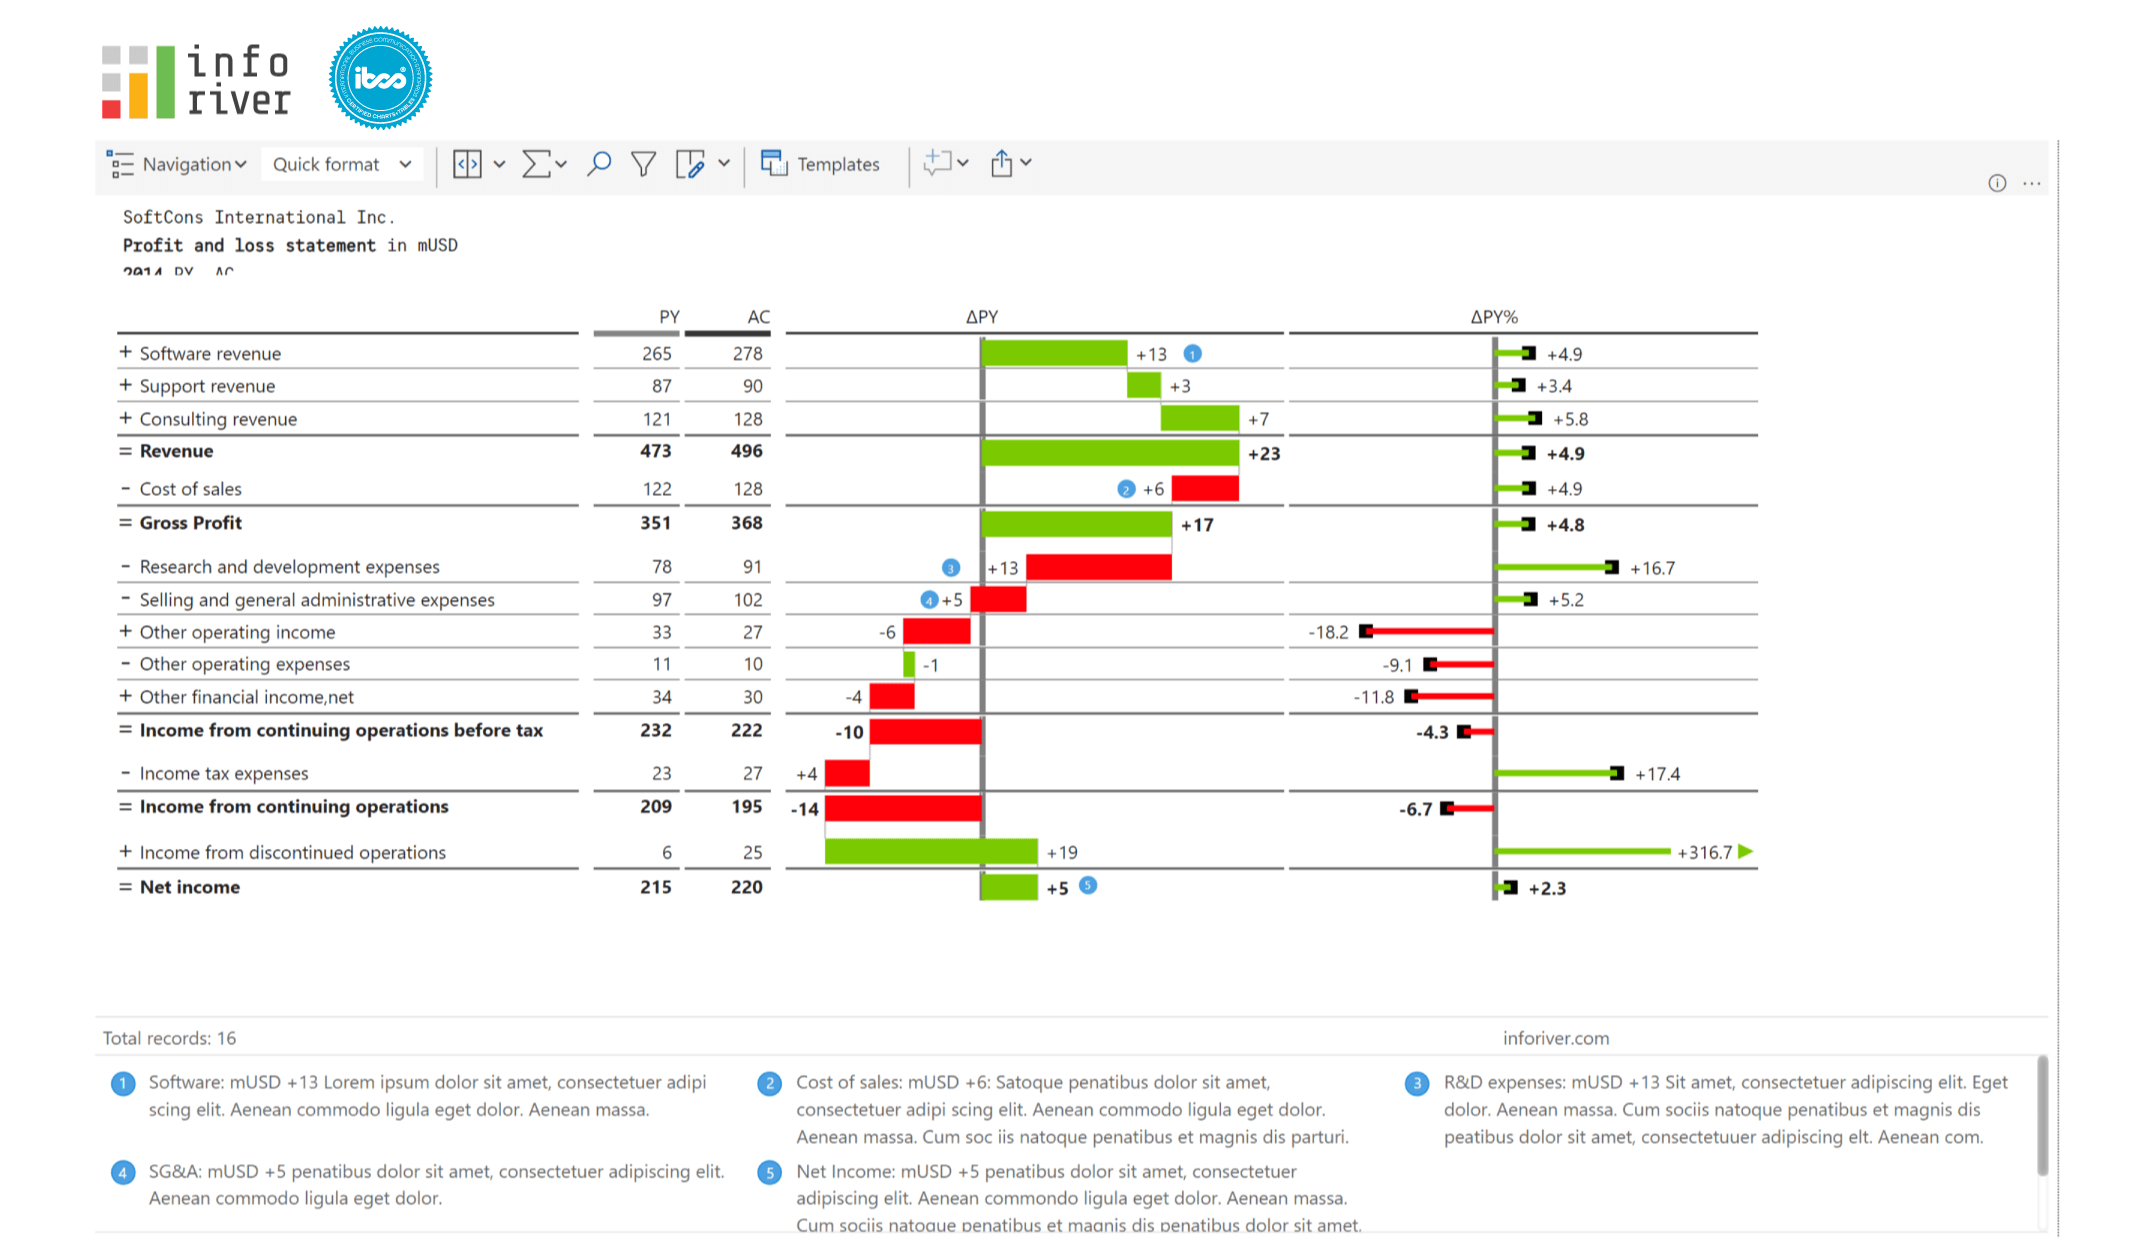 info
river
ibcs
Navigation
Quick format
Templates
SoftCons International Inc.
Profit and loss statement in mUSD
2014 PY, AC
PY AC ΔPY ΔPY%
+ Software revenue 265 278 +13 1 +4.9
+ Support revenue 87 90 +3 +3.4
+ Consulting revenue 121 128 +7 +5.8
= Revenue 473 496 +23 +4.9
- Cost of sales 122 128 2 +6 +4.9
= Gross Profit 351 368 +17 +4.8
- Research and development expenses 78 91 3 +13 +16.7
- Selling and general administrative expenses 97 102 4 +5 +5.2
+ Other operating income 33 27 -6 -18.2
- Other operating expenses 11 10 -1 -9.1
+ Other financial income,net 34 30 -4 -11.8
= Income from continuing operations before tax 232 222 -10 -4.3
- Income tax expenses 23 27 +4 +17.4
= Income from continuing operations 209 195 -14 -6.7
+ Income from discontinued operations 6 25 +19 +316.7
= Net income 215 220 +5 5 +2.3
Total records: 16
inforiver.com
1 Software: mUSD +13 Lorem ipsum dolor sit amet, consectetuer adipi
scing elit. Aenean commodo ligula eget dolor. Aenean massa.
2 Cost of sales: mUSD +6: Satoque penatibus dolor sit amet,
consectetuer adipi scing elit. Aenean commodo ligula eget dolor.
Aenean massa. Cum soc iis natoque penatibus et magnis dis parturi.
3 R&D expenses: mUSD +13 Sit amet, consectetuer adipiscing elit. Eget
dolor. Aenean massa. Cum sociis natoque penatibus et magnis dis
peatibus dolor sit amet, consectetuuer adipiscing elt. Aenean com.
4 SG&A: mUSD +5 penatibus dolor sit amet, consectetuer adipiscing elit.
Aenean commodo ligula eget dolor.
5 Net Income: mUSD +5 penatibus dolor sit amet, consectetuer
adipiscing elit. Aenean commondo ligula eget dolor. Aenean massa.
Cum sociis natoque penatibus et magnis dis penatibus dolor sit amet.